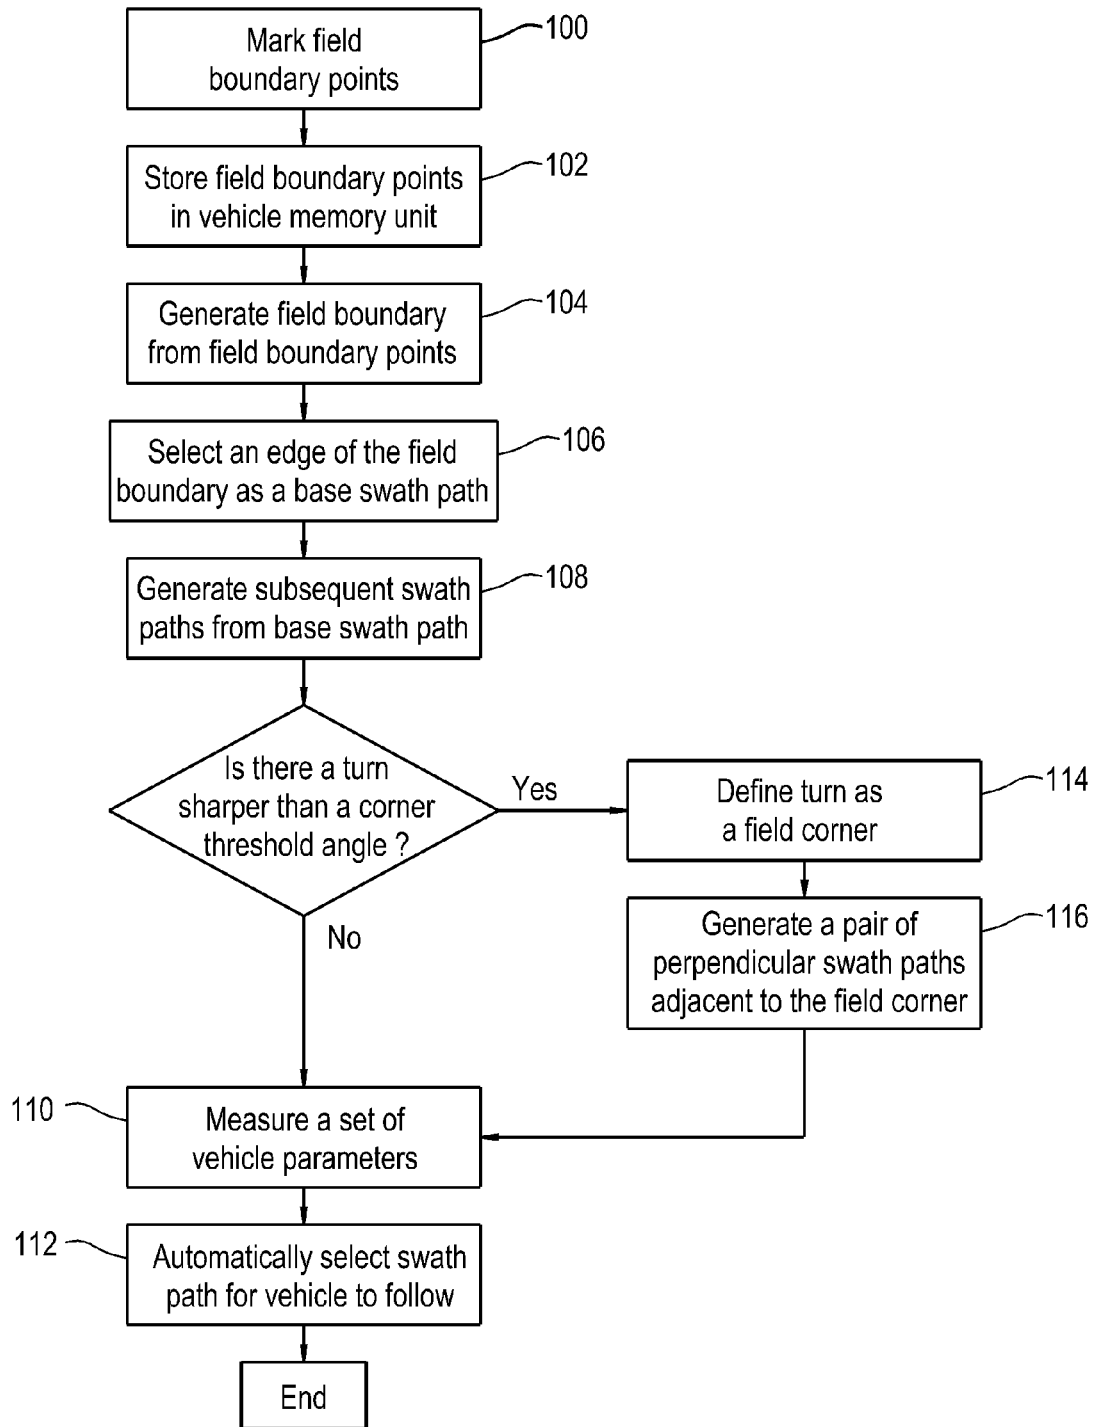 Mark field
boundary points
100
Store field boundary points
in vehicle memory unit
102
Generate field boundary
from field boundary points
104
Select an edge of the field
boundary as a base swath path
106
Generate subsequent swath
paths from base swath path
108
Is there a turn
sharper than a corner
threshold angle ?
Yes
No
Define turn as
a field corner
114
Generate a pair of
perpendicular swath paths
adjacent to the field corner
116
110
Measure a set of
vehicle parameters
112
Automatically select swath
path for vehicle to follow
End